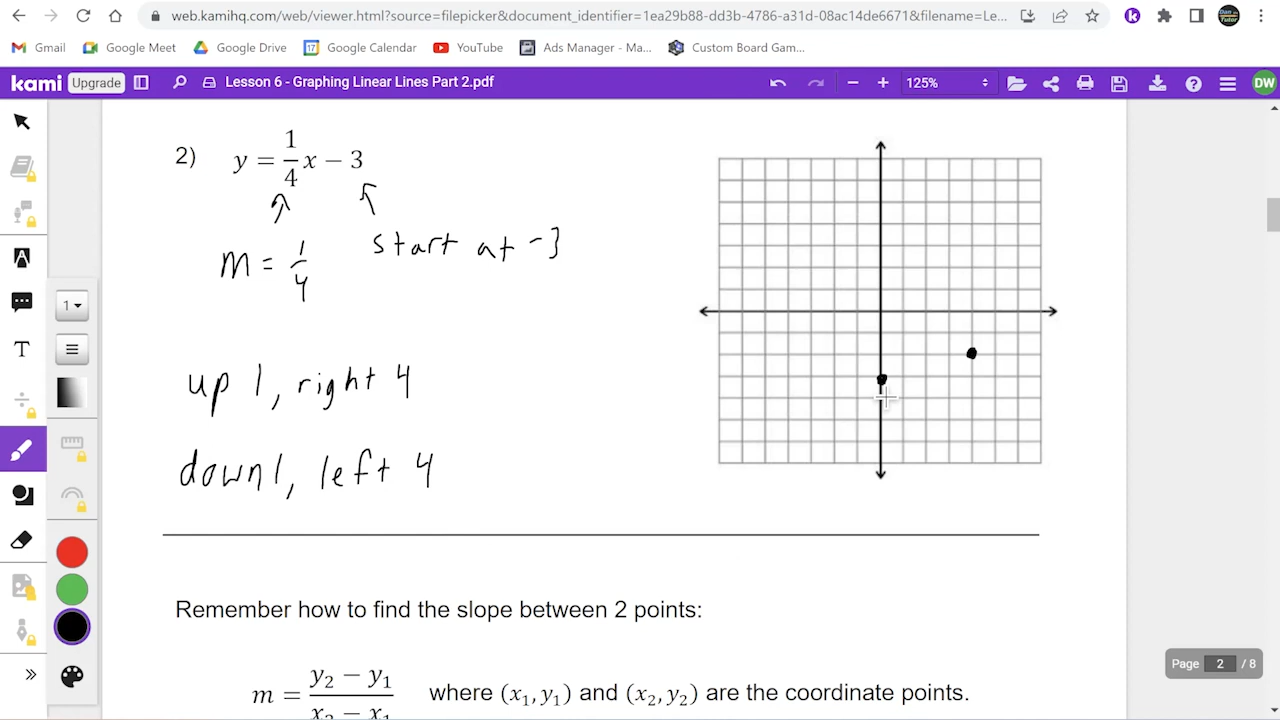 web.kamihq.com/web/viewer.html?source=filepicker&document_identifier=1ea29b88-dd3b-4786-a31d-08ac14de6671&filename=Le...
Gmail Google Meet Google Drive Google Calendar YouTube Ads Manager - Ma... Custom Board Gam...
kami Upgrade Lesson 6 - Graphing Linear Lines Part 2.pdf 125% DW
2) y = 1/4 x − 3
m = 1/4 start at -3
1
up 1, right 4
down 1, left 4
Remember how to find the slope between 2 points:
m = y₂ − y₁ / x₂ − x₁ where (x₁, y₁) and (x₂, y₂) are the coordinate points.
Page 2 / 8